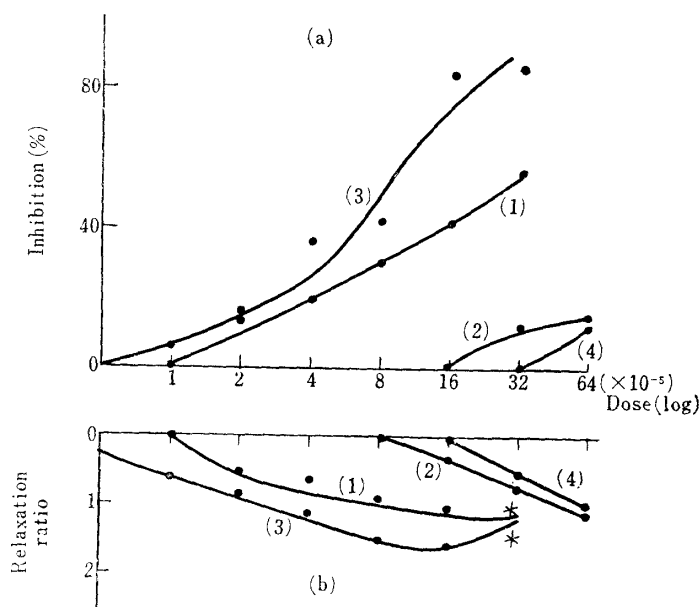 (a)
80
Inhibition(%)
(3)
(1)
40
(2)
(4)
0
1 2 4 8 16 32 64(×10⁻⁵)
Dose(log)
0
Relaxation ratio
(1)
(2)
(4)
1
(3)
2
(b)